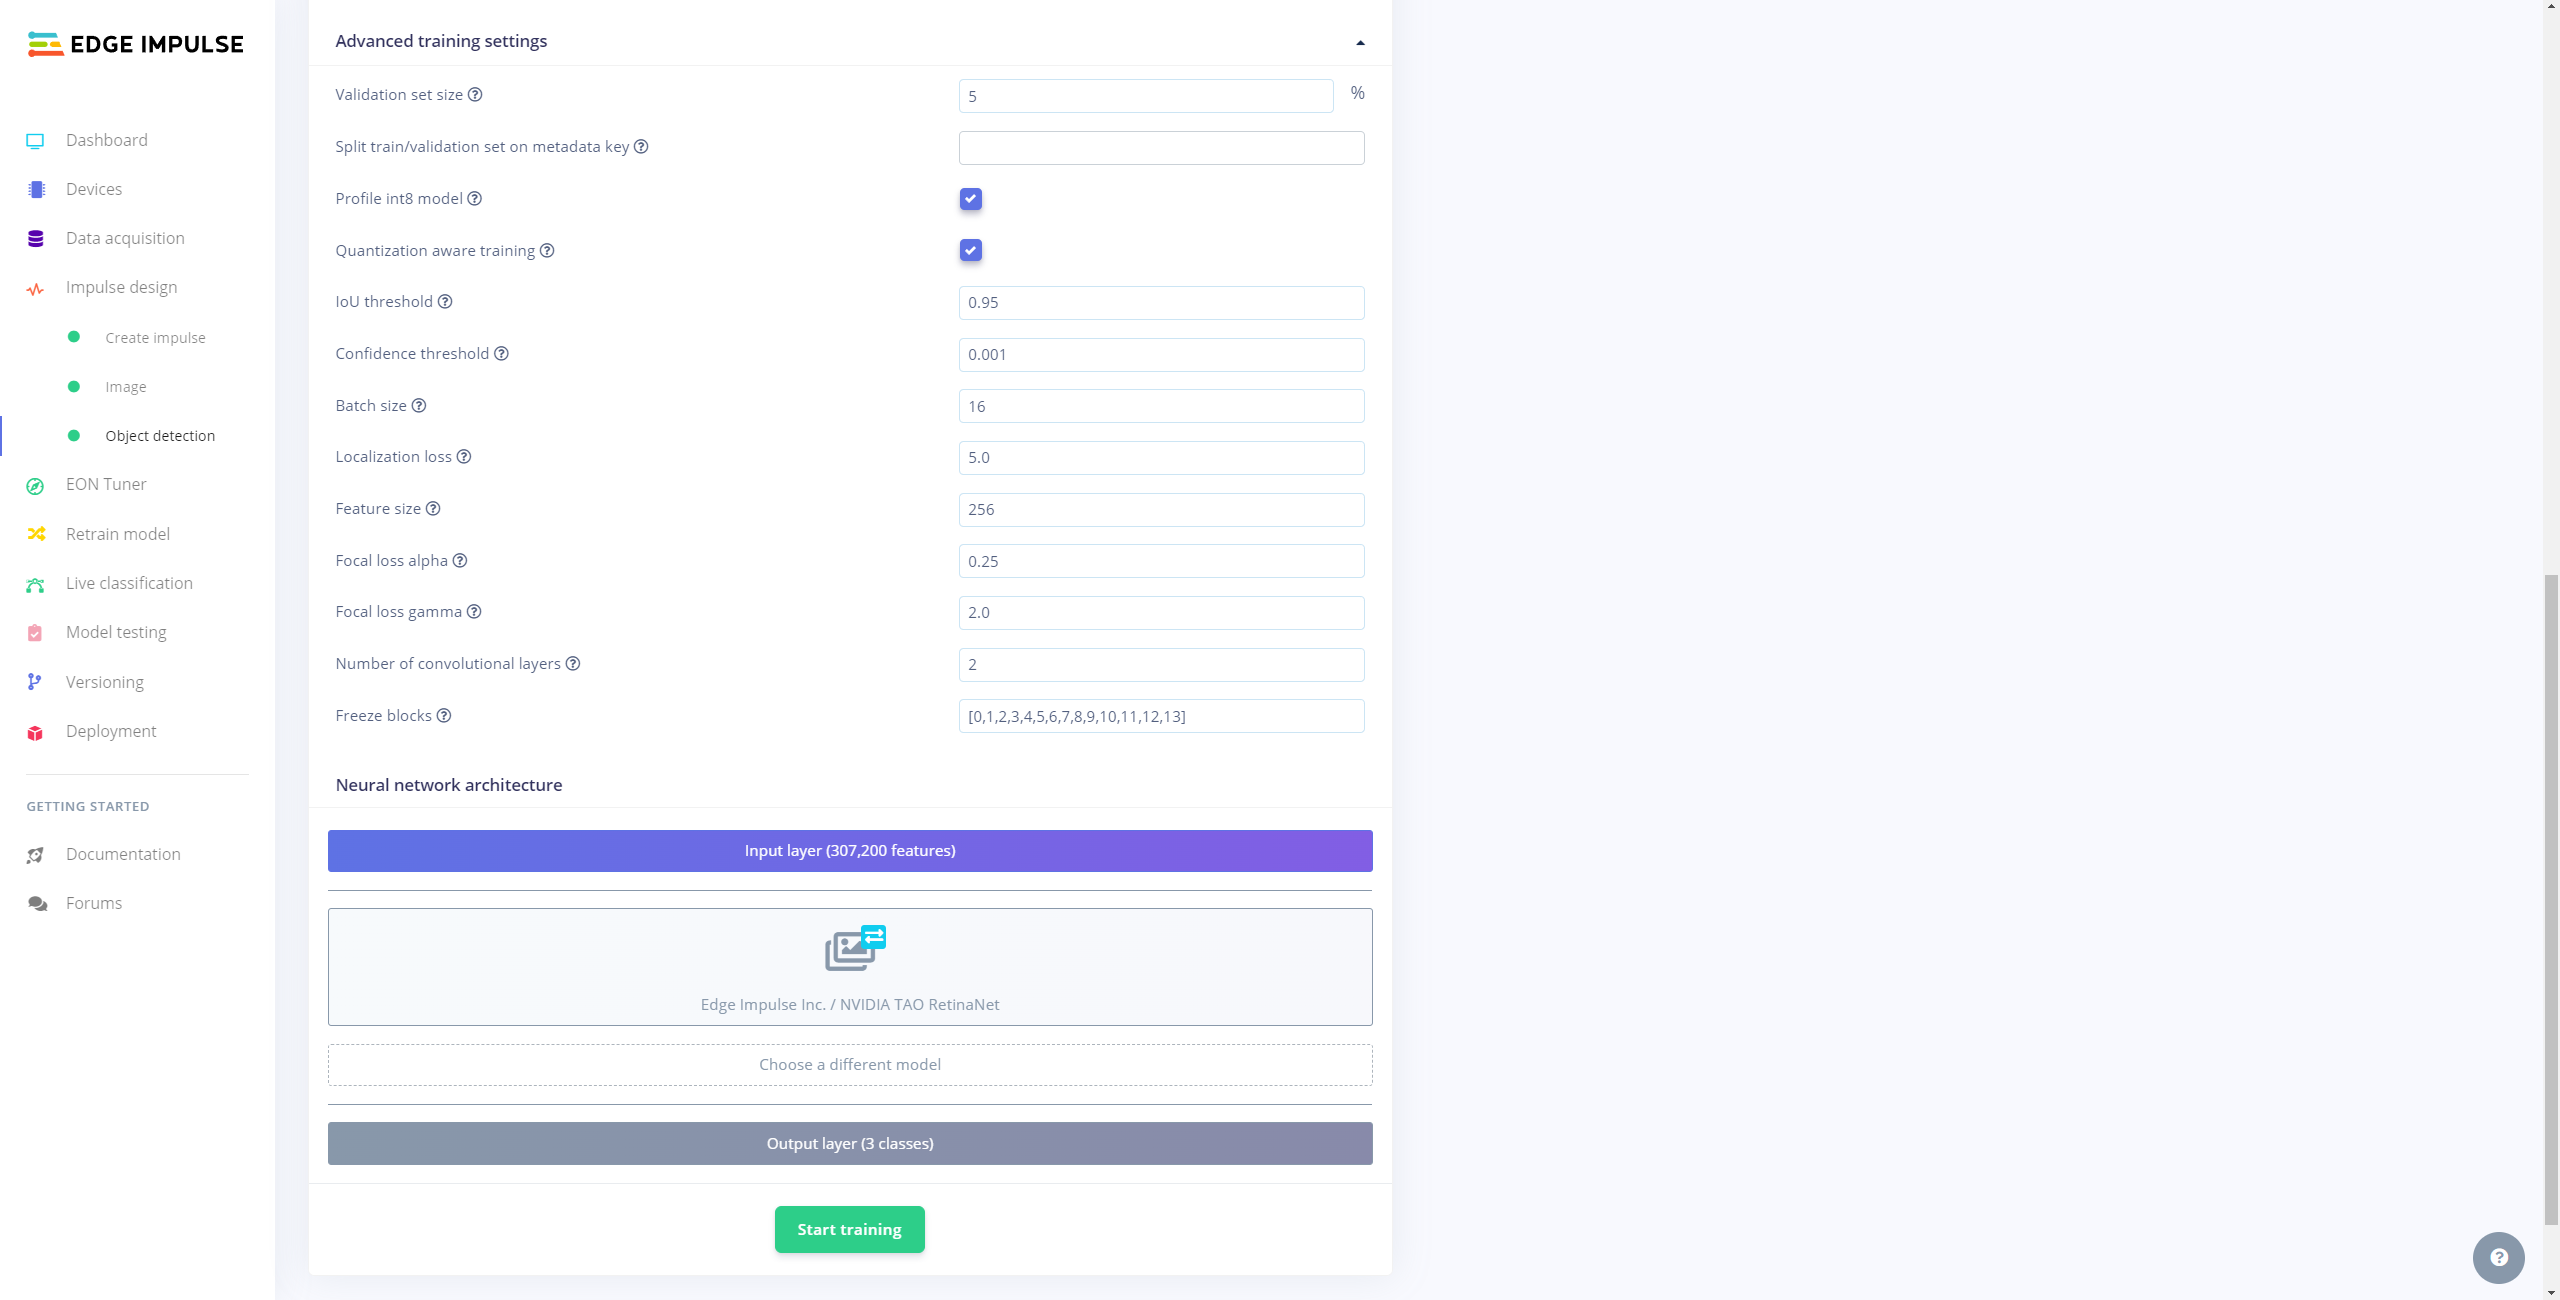 EDGE IMPULSE
Dashboard
Devices
Data acquisition
Impulse design
Create impulse
Image
Object detection
EON Tuner
Retrain model
Live classification
Model testing
Versioning
Deployment
GETTING STARTED
Documentation
Forums
Advanced training settings
Validation set size ? 5 %
Split train/validation set on metadata key ?
Profile int8 model ?
Quantization aware training ?
IoU threshold ? 0.95
Confidence threshold ? 0.001
Batch size ? 16
Localization loss ? 5.0
Feature size ? 256
Focal loss alpha ? 0.25
Focal loss gamma ? 2.0
Number of convolutional layers ? 2
Freeze blocks ? [0,1,2,3,4,5,6,7,8,9,10,11,12,13]
Neural network architecture
Input layer (307,200 features)
Edge Impulse Inc. / NVIDIA TAO RetinaNet
Choose a different model
Output layer (3 classes)
Start training
?